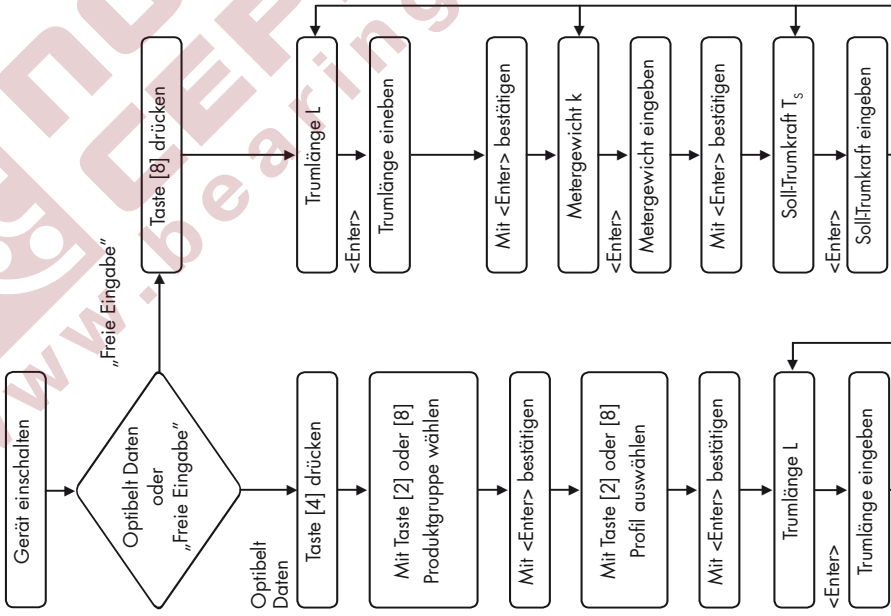 Gerät einschalten
Optibelt Daten
oder
„Freie Eingabe”
„Freie Eingabe”
Optibelt
Daten
Taste [4] drücken
Mit Taste [2] oder [8]
Produktgruppe wählen
Mit <Enter> bestätigen
Mit Taste [2] oder [8]
Profil auswählen
Mit <Enter> bestätigen
Trumlänge L
<Enter>
Trumlänge eingeben
Taste [8] drücken
Trumlänge L
<Enter>
Trumlänge eineben
Mit <Enter> bestätigen
Metergewicht k
<Enter>
Metergewicht eingeben
Mit <Enter> bestätigen
Soll-Trumkraft TS
<Enter>
Soll-Trumkraft eingeben
www.bearing